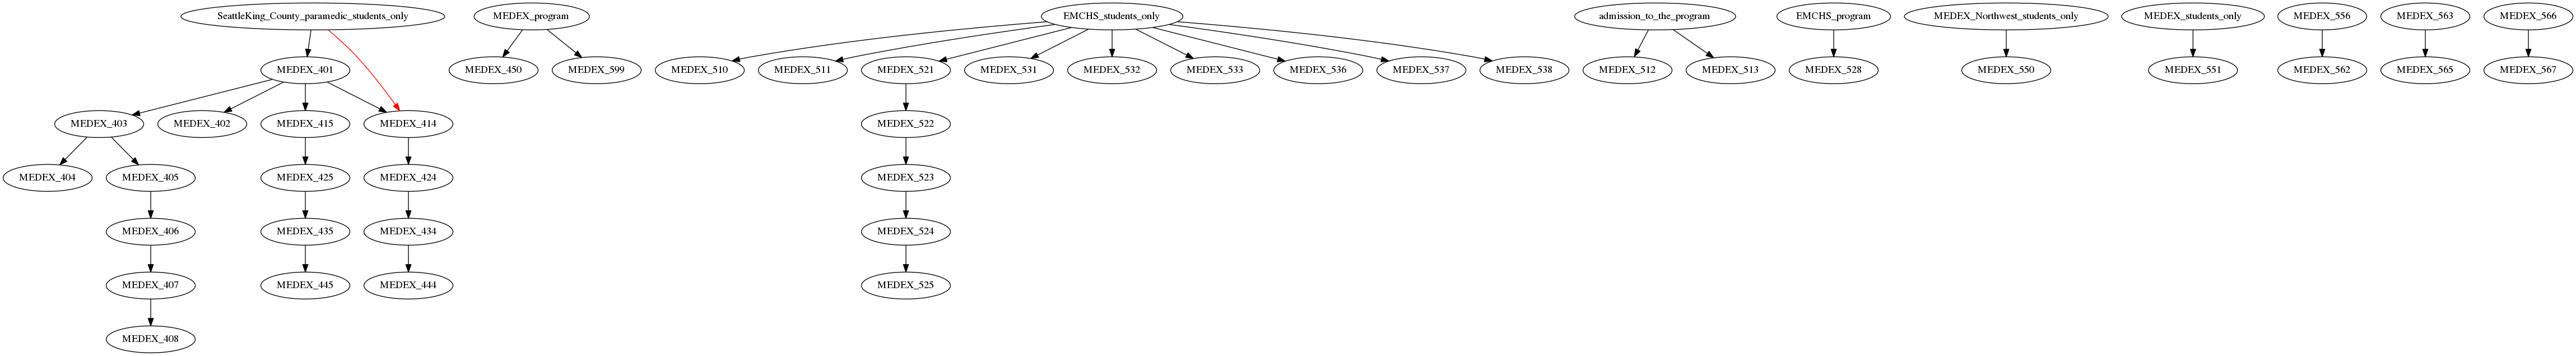 SeattleKing_County_paramedic_students_only
MEDEX_program
EMCHS_students_only
admission_to_the_program
EMCHS_program
MEDEX_Northwest_students_only
MEDEX_students_only
MEDEX_556
MEDEX_563
MEDEX_566
MEDEX_401
MEDEX_450
MEDEX_599
MEDEX_510
MEDEX_511
MEDEX_521
MEDEX_531
MEDEX_532
MEDEX_533
MEDEX_536
MEDEX_537
MEDEX_538
MEDEX_512
MEDEX_513
MEDEX_528
MEDEX_550
MEDEX_551
MEDEX_562
MEDEX_565
MEDEX_567
MEDEX_403
MEDEX_402
MEDEX_415
MEDEX_414
MEDEX_522
MEDEX_404
MEDEX_405
MEDEX_425
MEDEX_424
MEDEX_523
MEDEX_406
MEDEX_435
MEDEX_434
MEDEX_524
MEDEX_407
MEDEX_445
MEDEX_444
MEDEX_525
MEDEX_408